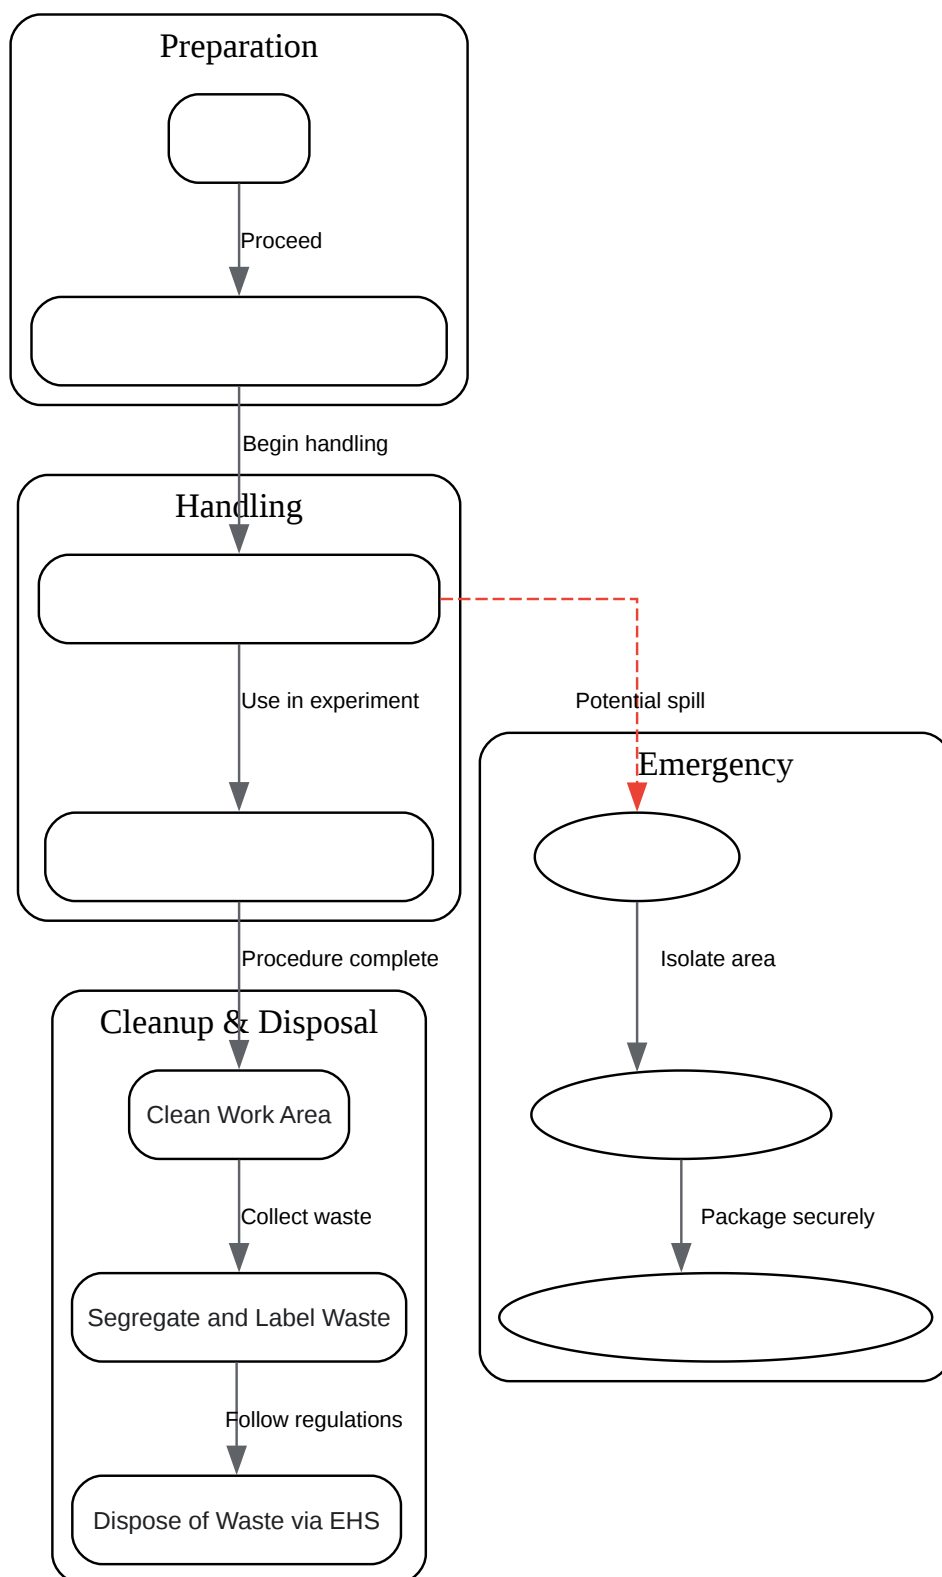 Preparation
Proceed
Begin handling
Handling
Use in experiment
Potential spill
Emergency
Procedure complete
Isolate area
Cleanup & Disposal
Clean Work Area
Collect waste
Package securely
Segregate and Label Waste
Follow regulations
Dispose of Waste via EHS